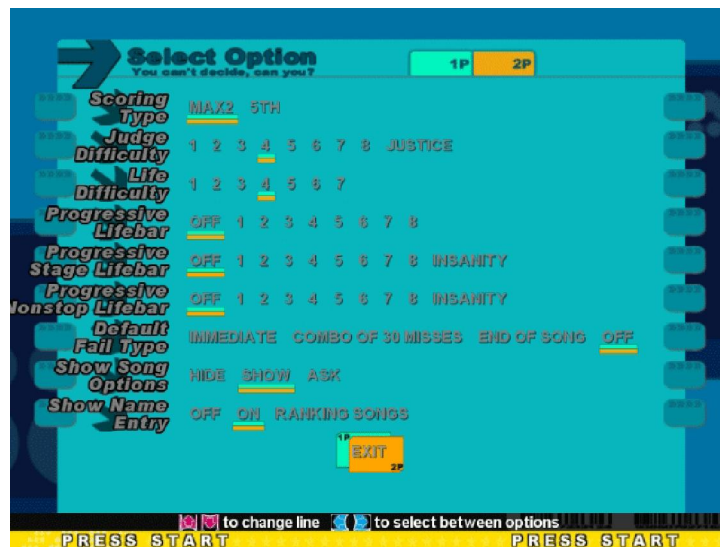 Select Option
You can't decide, can you?
1P 2P
Scoring Type MAX2 5TH
Judge Difficulty 1 2 3 4 5 6 7 8 JUSTICE
Life Difficulty 1 2 3 4 5 6 7
Progressive Lifebar OFF 1 2 3 4 5 6 7 8
Progressive Stage Lifebar OFF 1 2 3 4 5 6 7 8 INSANITY
Progressive Nonstop Lifebar OFF 1 2 3 4 5 6 7 8 INSANITY
Default Fail Type IMMEDIATE COMBO OF 30 MISSES END OF SONG OFF
Show Song Options HIDE SHOW ASK
Show Name Entry OFF ON RANKING SONGS
1P
EXIT
2P
to change line to select between options
PRESS START PRESS START